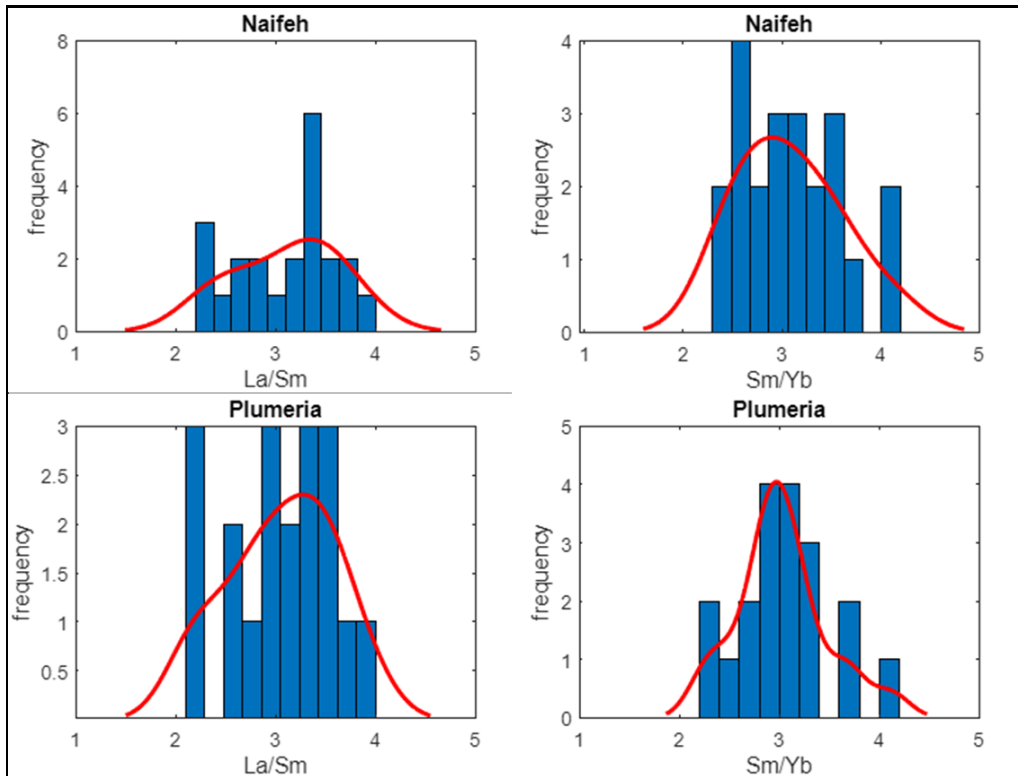 Naifeh
8
6
4
2
0
frequency
1 2 3 4 5
La/Sm
Naifeh
4
3
2
1
0
frequency
1 2 3 4 5
Sm/Yb
Plumeria
3
2.5
2
1.5
1
0.5
frequency
1 2 3 4 5
La/Sm
Plumeria
5
4
3
2
1
0
frequency
1 2 3 4 5
Sm/Yb